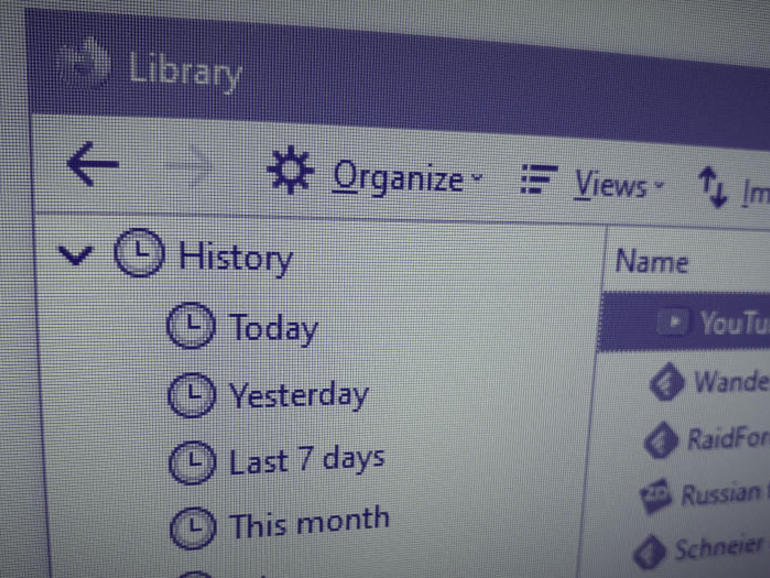 Library
Organize Views Im
History
Today
Yesterday
Last 7 days
This month
Name
YouTu
Wande
RaidFor
Russian
Schneier